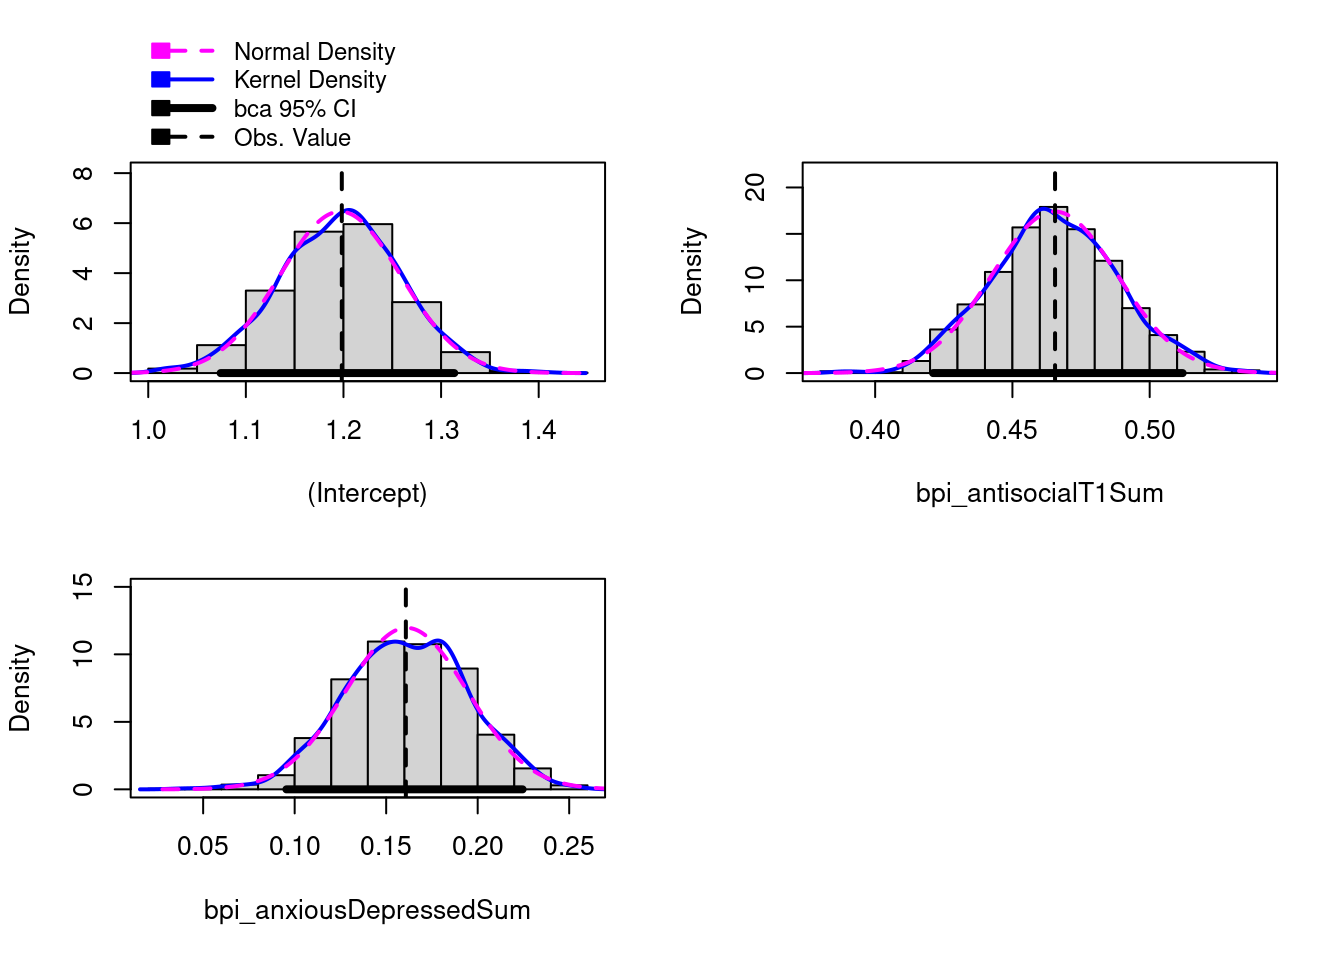 Normal Density
Kernel Density
bca 95% CI
Obs. Value
Density
0 2 4 6 8
1.0 1.1 1.2 1.3 1.4
(Intercept)
Density
0 5 10 20
0.40 0.45 0.50
bpi_antisocialT1Sum
Density
0 5 10 15
0.05 0.10 0.15 0.20 0.25
bpi_anxiousDepressedSum